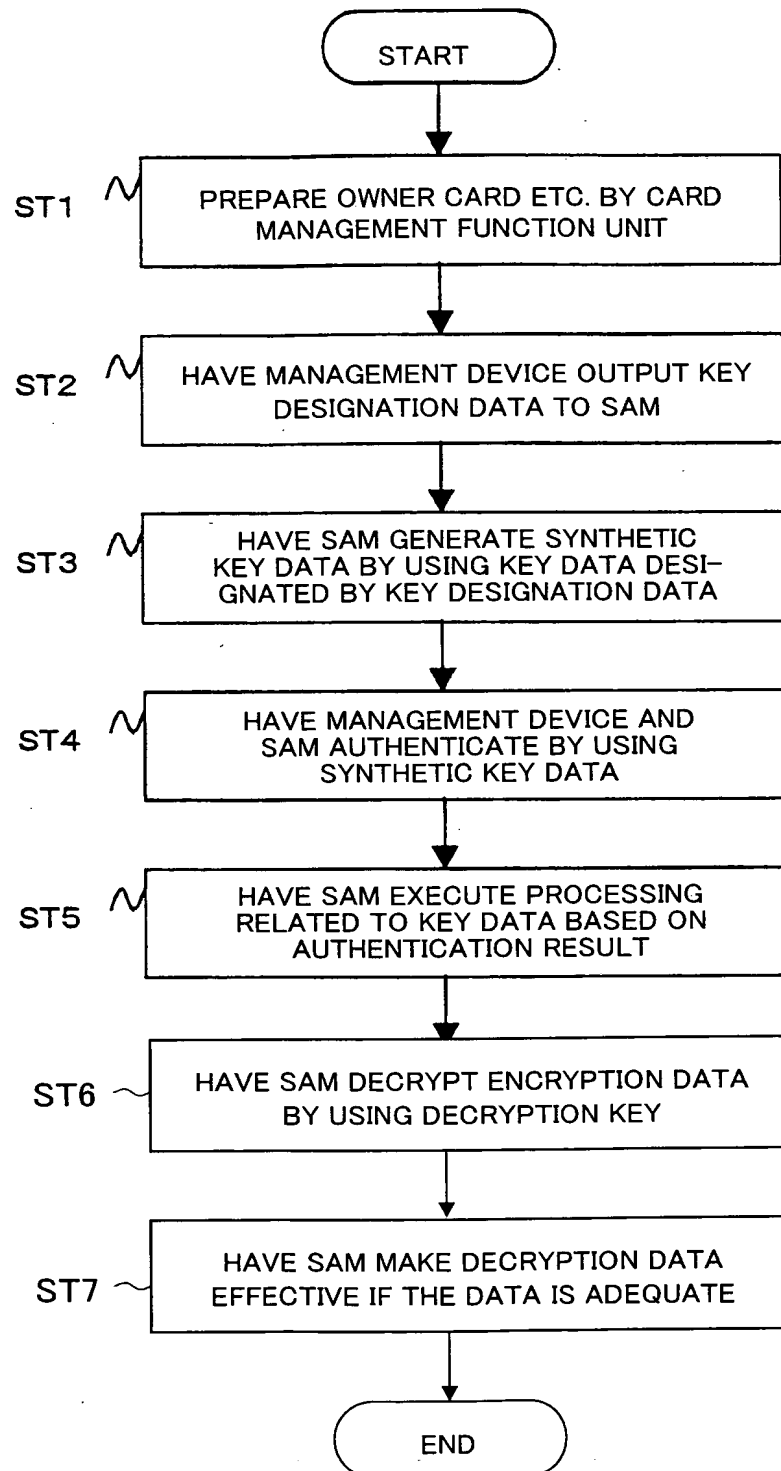 START
ST1
PREPARE OWNER CARD ETC. BY CARD
MANAGEMENT FUNCTION UNIT
ST2
HAVE MANAGEMENT DEVICE OUTPUT KEY
DESIGNATION DATA TO SAM
ST3
HAVE SAM GENERATE SYNTHETIC
KEY DATA BY USING KEY DATA DESI-
GNATED BY KEY DESIGNATION DATA
ST4
HAVE MANAGEMENT DEVICE AND
SAM AUTHENTICATE BY USING
SYNTHETIC KEY DATA
ST5
HAVE SAM EXECUTE PROCESSING
RELATED TO KEY DATA BASED ON
AUTHENTICATION RESULT
ST6
HAVE SAM DECRYPT ENCRYPTION DATA
BY USING DECRYPTION KEY
ST7
HAVE SAM MAKE DECRYPTION DATA
EFFECTIVE IF THE DATA IS ADEQUATE
END